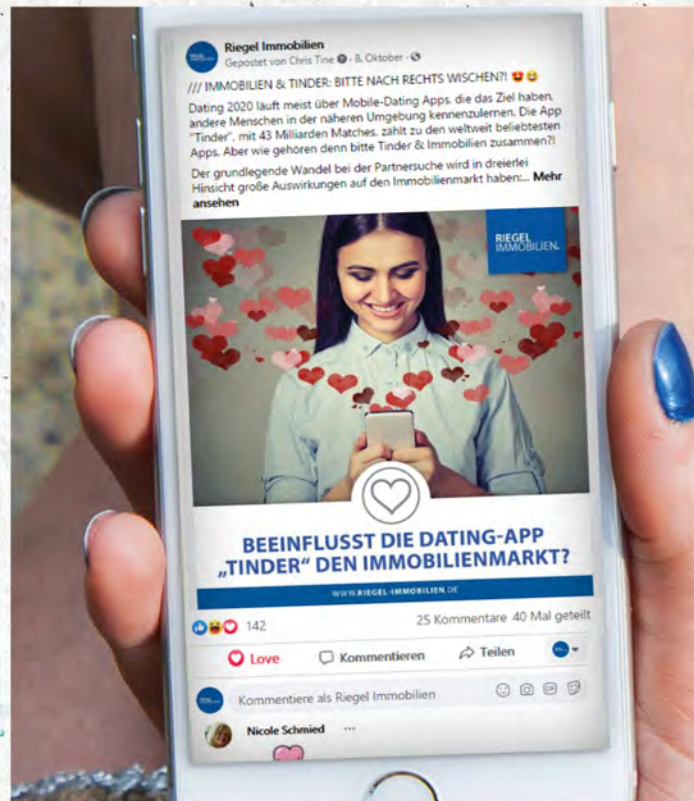 Riegel Immobilien
Gepostet von Chris Tine · 8. Oktober ·
/// IMMOBILIEN & TINDER: BITTE NACH RECHTS WISCHEN?! 😍😅
Dating 2020 läuft meist über Mobile-Dating Apps, die das Ziel haben,
andere Menschen in der näheren Umgebung kennenzulernen. Die App
"Tinder", mit 43 Milliarden Matches, zählt zu den weltweit beliebtesten
Apps. Aber wie gehören denn bitte Tinder & Immobilien zusammen?!
Der grundlegende Wandel bei der Partnersuche wird in dreierlei
Hinsicht große Auswirkungen auf den Immobilienmarkt haben:... Mehr
ansehen
RIEGEL
IMMOBILIEN.
BEEINFLUSST DIE DATING-APP
„TINDER“ DEN IMMOBILIENMARKT?
WWW.RIEGEL-IMMOBILIEN.DE
142
25 Kommentare 40 Mal geteilt
Love
Kommentieren
Teilen
Kommentiere als Riegel Immobilien
GIF
Nicole Schmied ...